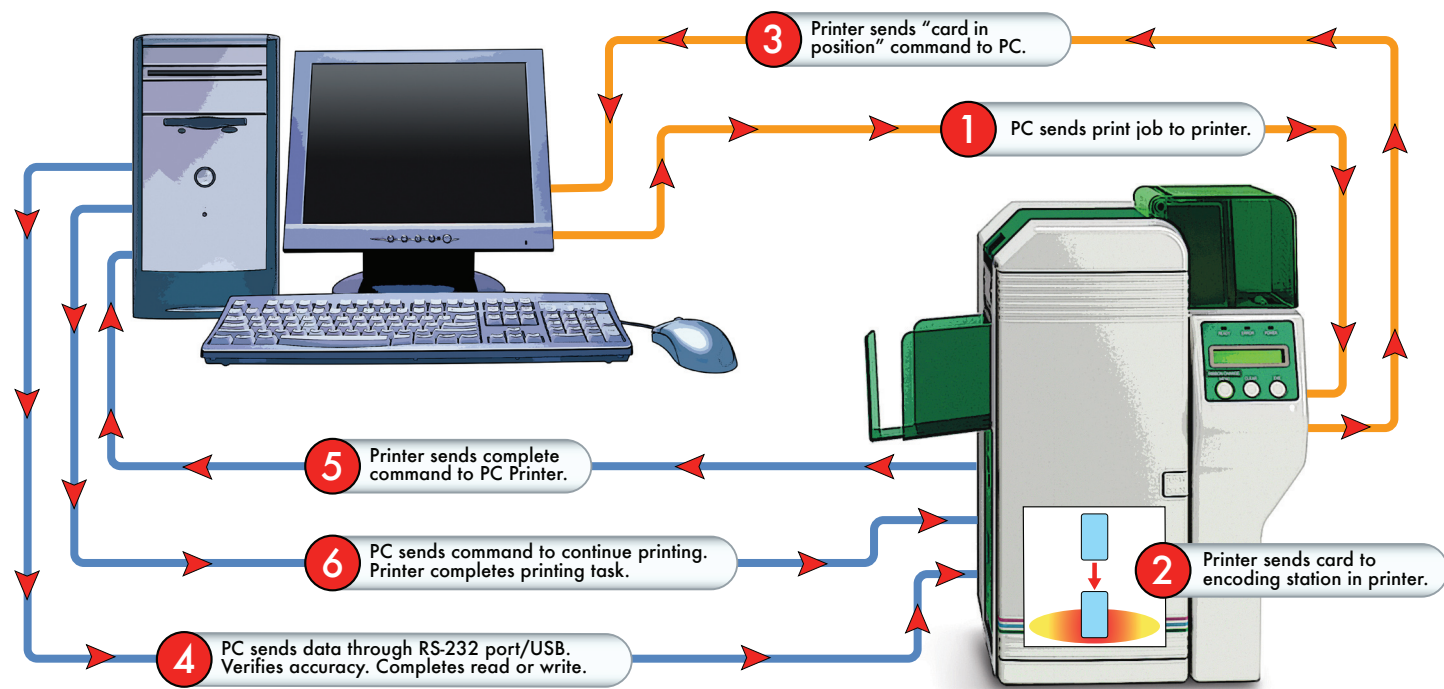 3
Printer sends “card in
position” command to PC.
1
PC sends print job to printer.
5
Printer sends complete
command to PC Printer.
6
PC sends command to continue printing.
Printer completes printing task.
2
Printer sends card to
encoding station in printer.
4
PC sends data through RS-232 port/USB.
Verifies accuracy. Completes read or write.